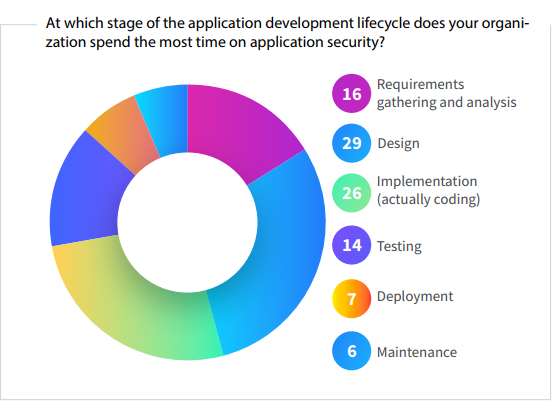 At which stage of the application development lifecycle does your organi-
zation spend the most time on application security?
16 Requirements
gathering and analysis
29 Design
26 Implementation
(actually coding)
14 Testing
7 Deployment
6 Maintenance